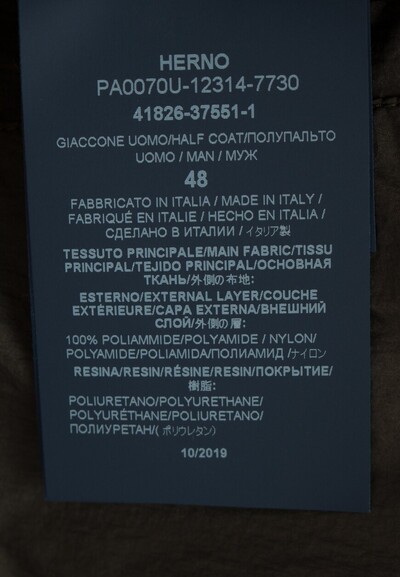 HERNO
PA0070U-12314-7730
41826-37551-1
GIACCONE UOMO/HALF COAT/ПОЛУПАЛЬТО
UOMO / MAN / МУЖ
48
FABBRICATO IN ITALIA / MADE IN ITALY /
FABRIQUÉ EN ITALIE / HECHO EN ITALIA /
СДЕЛАНО В ИТАЛИИ / イタリア製
TESSUTO PRINCIPALE/MAIN FABRIC/TISSU
PRINCIPAL/TEJIDO PRINCIPAL/ОСНОВНАЯ
ТКАНЬ/外側の布地:
ESTERNO/EXTERNAL LAYER/COUCHE
EXTÉRIEURE/CAPA EXTERNA/ВНЕШНИЙ
СЛОЙ/外側の層:
100% POLIAMMIDE/POLYAMIDE / NYLON/
POLYAMIDE/POLIAMIDA/ПОЛИАМИД /ナイロン
RESINA/RESIN/RÉSINE/RESIN/ПОКРЫТИЕ/
樹脂:
POLIURETANO/POLYURETHANE/
POLYURÉTHANE/POLIURETANO/
ПОЛИУРЕТАН/( ポリウレタン)
10/2019